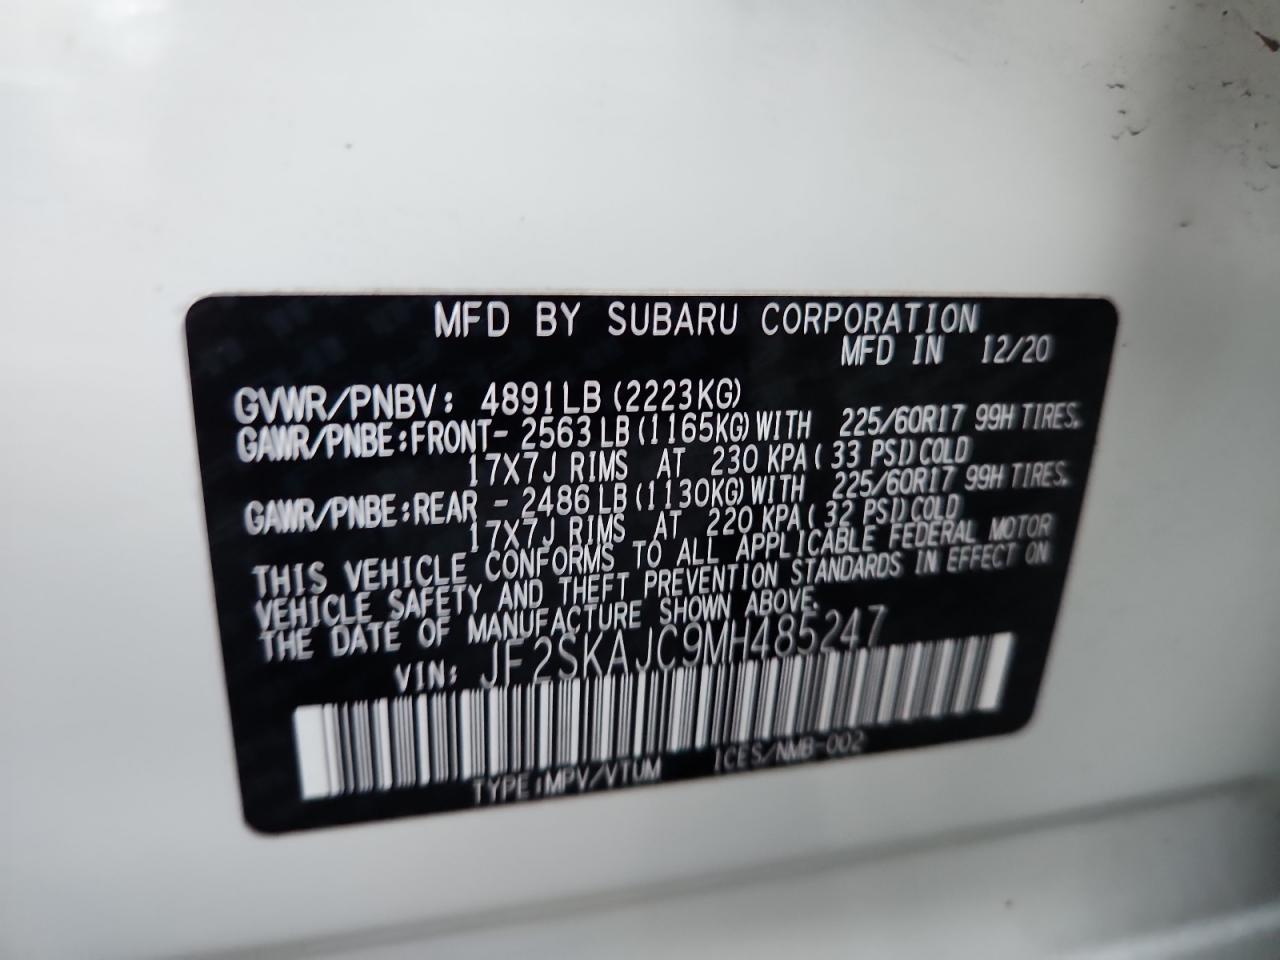 MFD BY SUBARU CORPORATION
MFD IN 12/20
GVWR/PNBV: 4891LB (2223KG)
GAWR/PNBE:FRONT- 2563LB(1165KG)WITH 225/60R17 99H TIRES.
17X7J RIMS AT 230 KPA( 33 PSI)COLD
GAWR/PNBE:REAR - 2486LB(1130KG)WITH 225/60R17 99H TIRES.
17X7J RIMS AT 220 KPA( 32 PSI)COLD
THIS VEHICLE CONFORMS TO ALL APPLICABLE FEDERAL MOTOR
VEHICLE SAFETY AND THEFT PREVENTION STANDARDS IN EFFECT ON
THE DATE OF MANUFACTURE SHOWN ABOVE.
VIN: JF2SKAJC9MH485247
TYPE:MPV/VTUM ICES/NMB-002